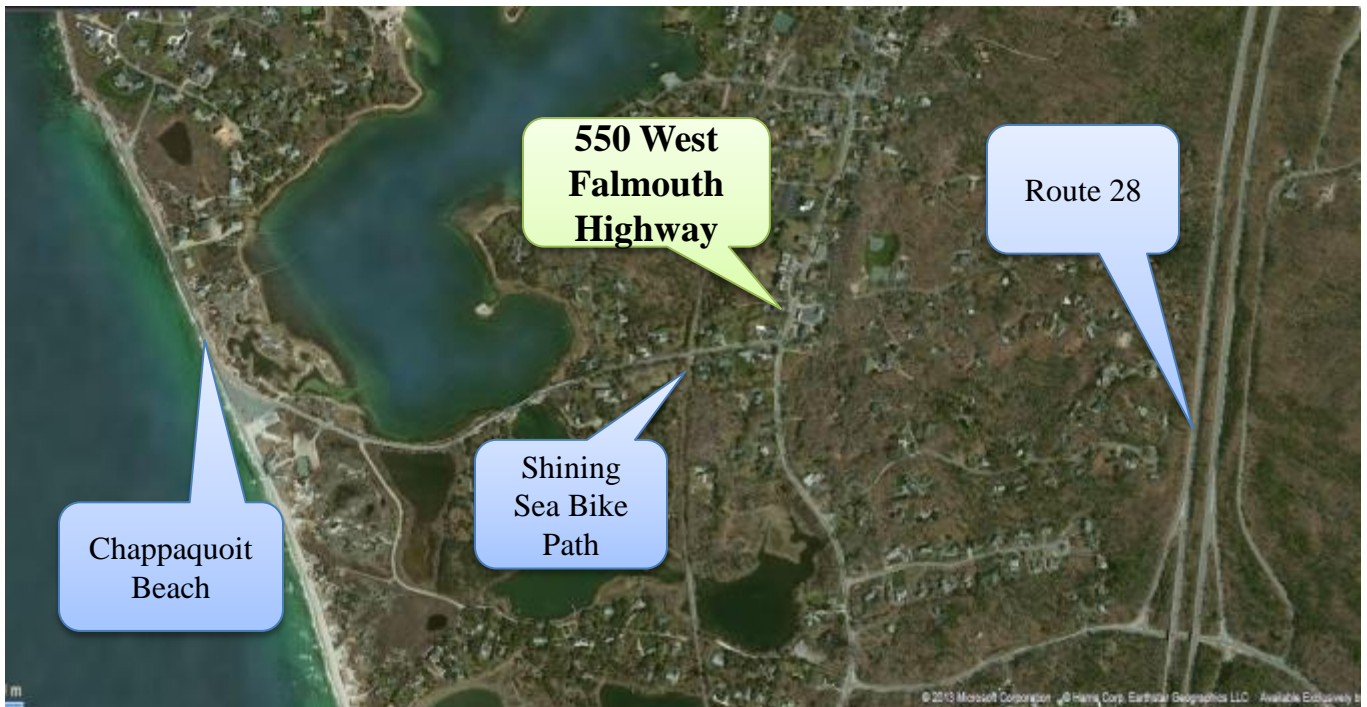 550 West
Falmouth
Highway
Route 28
Shining
Sea Bike
Path
Chappaquoit
Beach
m
© 2013 Microsoft Corporation © Harris Corp, Earthstar Geographics LLC Available Exclusively b